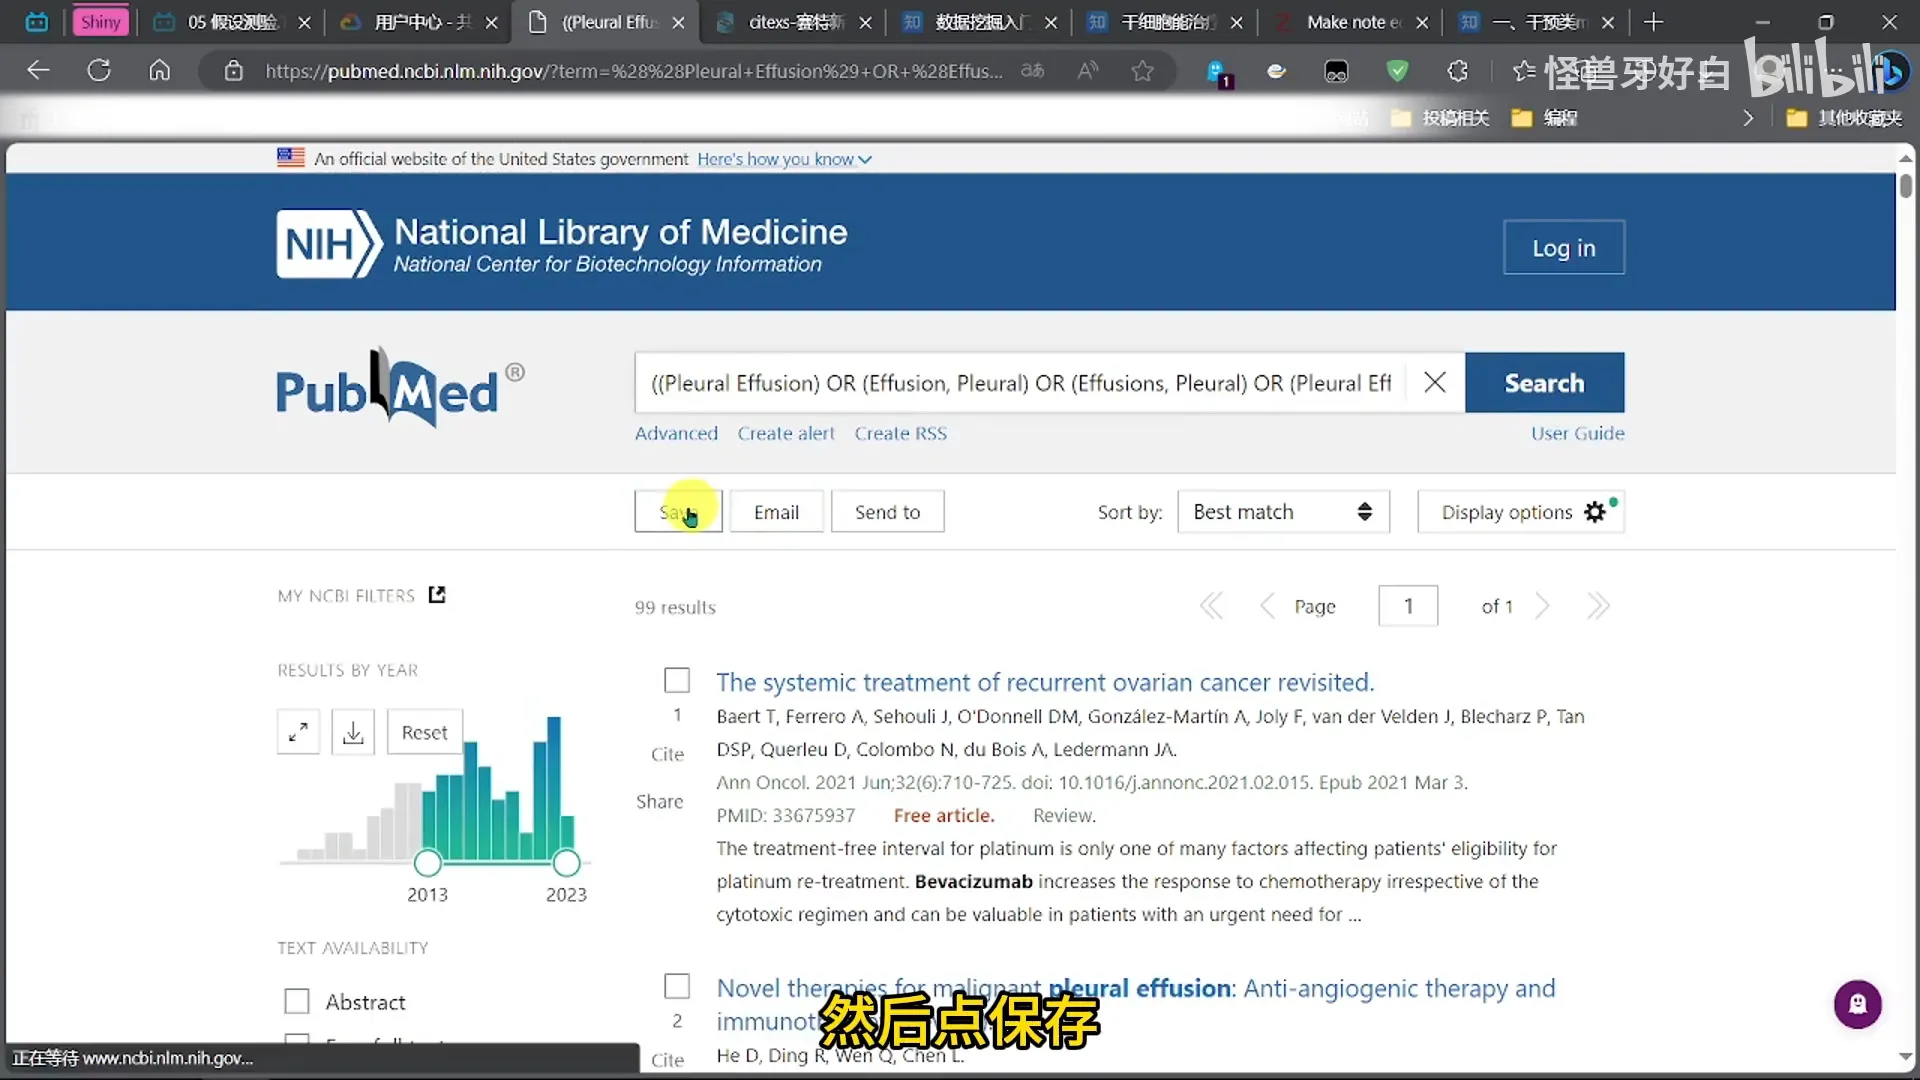 Shiny
05 假设测验
用户中心 - 共
((Pleural Effus
citexs-赛特新
数据挖掘入门
干细胞能治疗
Make note ed
一、干预类m
https://pubmed.ncbi.nlm.nih.gov/?term=%28%28Pleural+Effusion%29+OR+%28Effus...
1
怪兽牙好白 bilibili
投稿相关
编程
其他收藏夹
An official website of the United States government Here's how you know
NIH National Library of Medicine
National Center for Biotechnology Information
Log in
PubMed®
((Pleural Effusion) OR (Effusion, Pleural) OR (Effusions, Pleural) OR (Pleural Eff
Search
Advanced Create alert Create RSS
User Guide
Save Email Send to
Sort by: Best match
Display options
MY NCBI FILTERS
99 results
Page 1 of 1
RESULTS BY YEAR
Reset
2013 2023
TEXT AVAILABILITY
Abstract
The systemic treatment of recurrent ovarian cancer revisited.
1
Cite
Share
Baert T, Ferrero A, Sehouli J, O'Donnell DM, González-Martín A, Joly F, van der Velden J, Blecharz P, Tan
DSP, Querleu D, Colombo N, du Bois A, Ledermann JA.
Ann Oncol. 2021 Jun;32(6):710-725. doi: 10.1016/j.annonc.2021.02.015. Epub 2021 Mar 3.
PMID: 33675937 Free article. Review.
The treatment-free interval for platinum is only one of many factors affecting patients' eligibility for
platinum re-treatment. Bevacizumab increases the response to chemotherapy irrespective of the
cytotoxic regimen and can be valuable in patients with an urgent need for ...
2
Cite
Novel therapies for malignant pleural effusion: Anti-angiogenic therapy and
immunot
He D, Ding R, Wen Q, Chen L.
然后点保存
正在等待 www.ncbi.nlm.nih.gov...